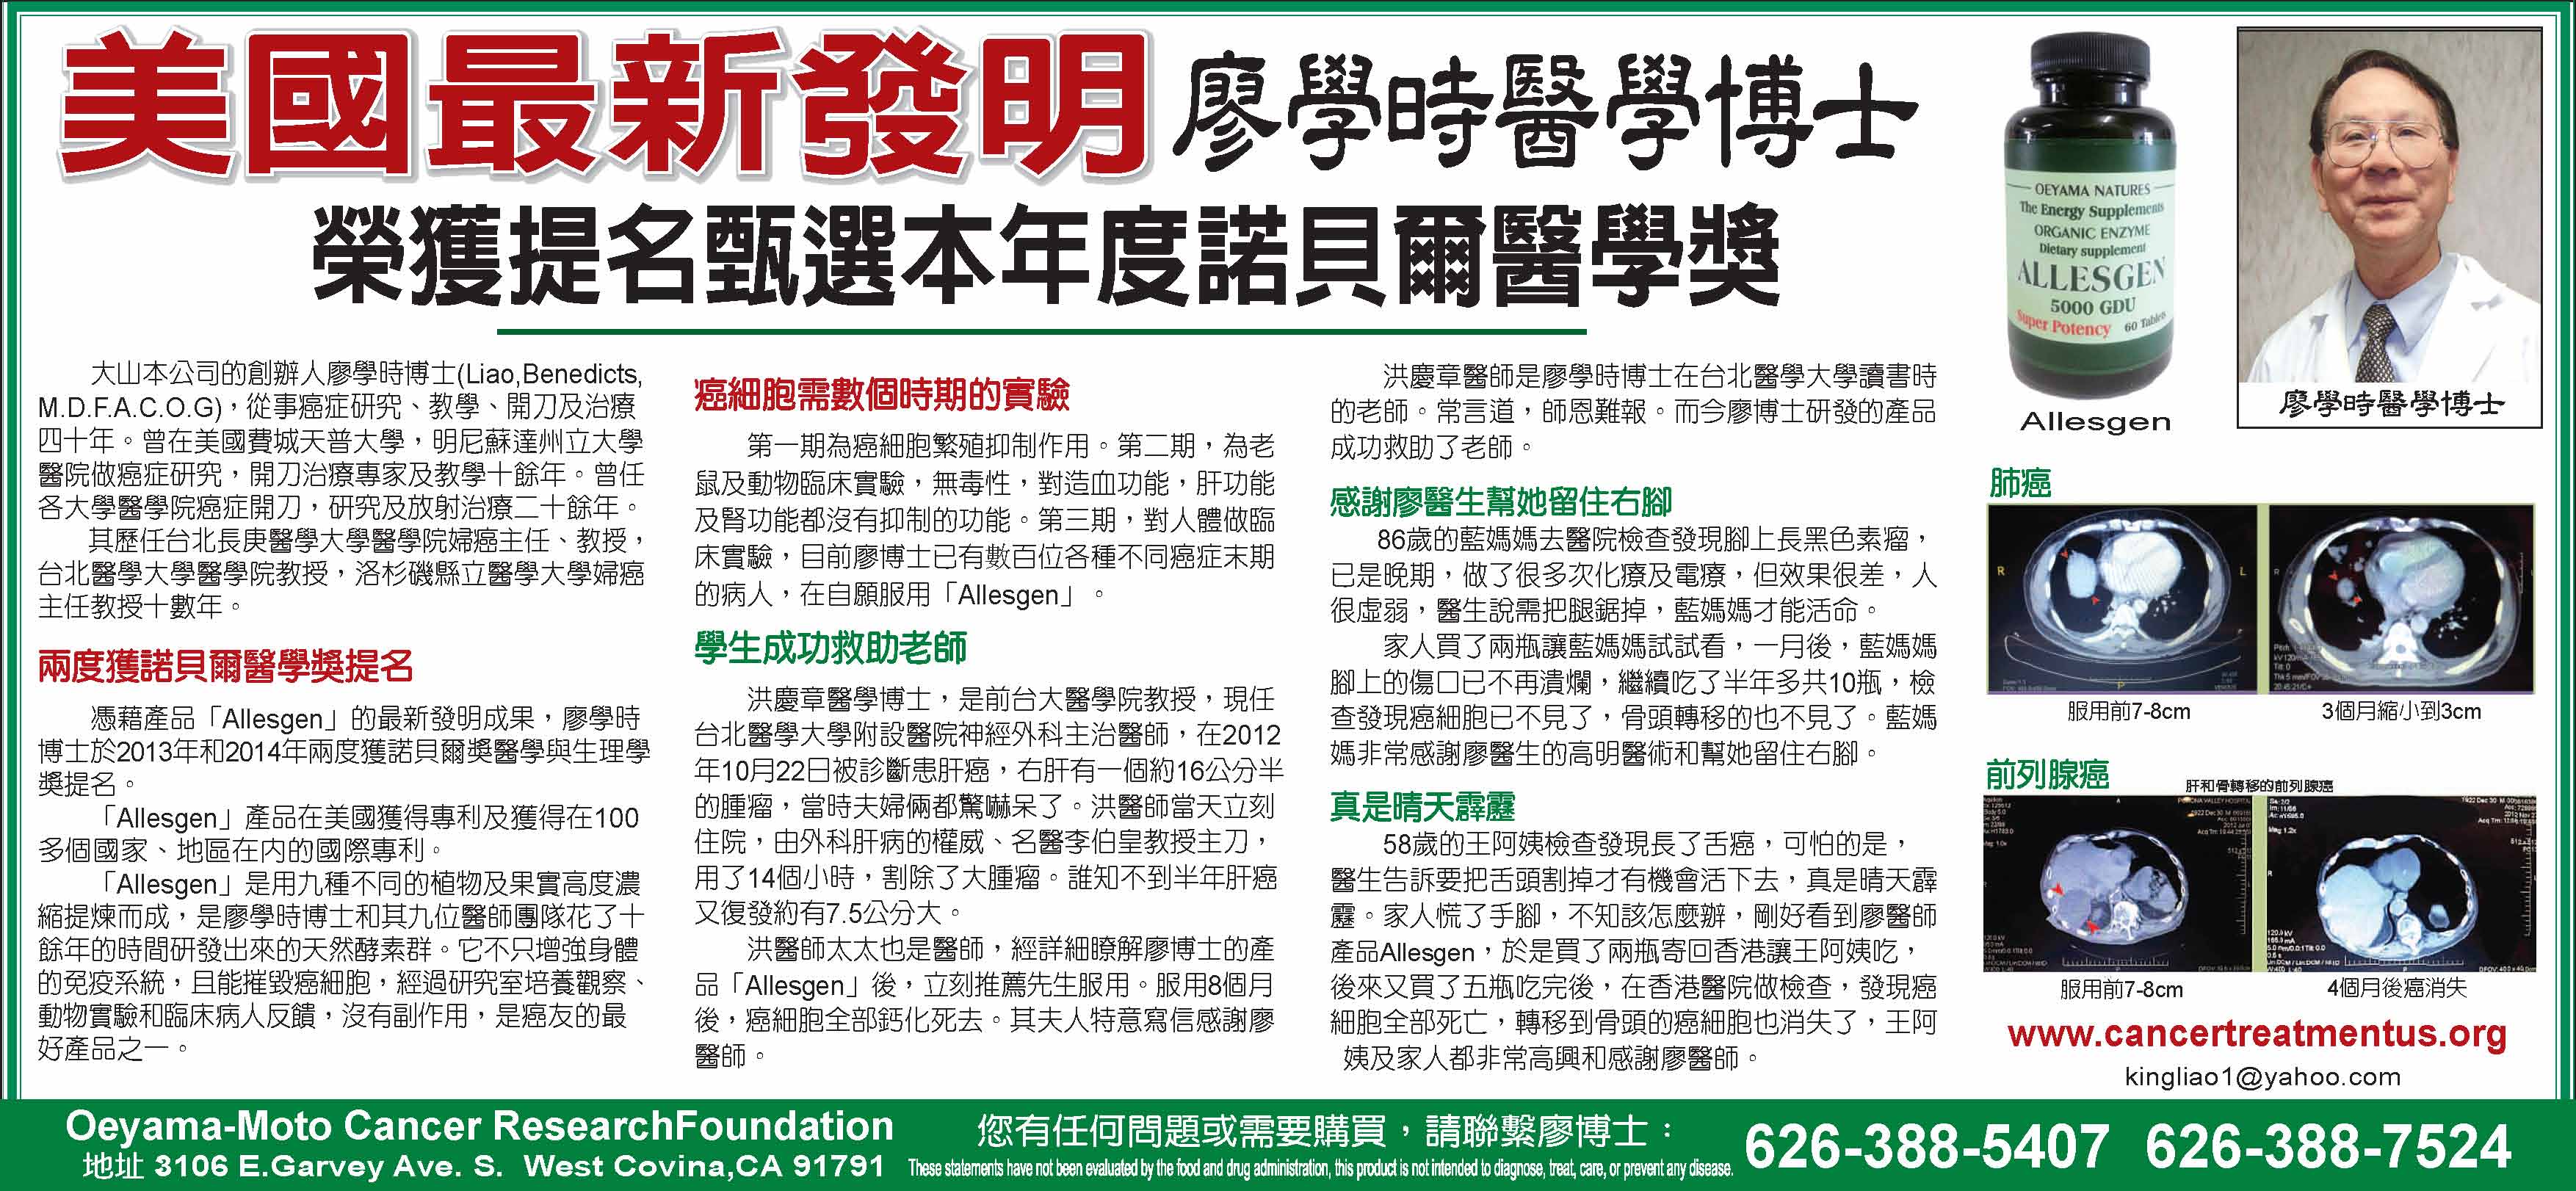 美國最新發明 廖學時醫學博士
榮獲提名甄選本年度諾貝爾醫學獎
大山本公司的創辦人廖學時博士(Liao,Benedicts,
M.D.F.A.C.O.G)，從事癌症研究、教學、開刀及治療
四十年。曾在美國費城天普大學，明尼蘇達州立大學
醫院做癌症研究，開刀治療專家及教學十餘年。曾任
各大學醫學院癌症開刀，研究及放射治療二十餘年。
其歷任台北長庚醫學大學醫學院婦癌主任、教授，
台北醫學大學醫學院教授，洛杉磯縣立醫學大學婦癌
主任教授十數年。
兩度獲諾貝爾醫學獎提名
憑藉產品「Allesgen」的最新發明成果，廖學時
博士於2013年和2014年兩度獲諾貝爾獎醫學與生理學
獎提名。
「Allesgen」產品在美國獲得專利及獲得在100
多個國家、地區在內的國際專利。
「Allesgen」是用九種不同的植物及果實高度濃
縮提煉而成，是廖學時博士和其九位醫師團隊花了十
餘年的時間研發出來的天然酵素群。它不只增強身體
的免疫系統，且能摧毀癌細胞，經過研究室培養觀察、
動物實驗和臨床病人反饋，沒有副作用，是癌友的最
好產品之一。
癌細胞需數個時期的實驗
第一期為癌細胞繁殖抑制作用。第二期，為老
鼠及動物臨床實驗，無毒性，對造血功能，肝功能
及腎功能都沒有抑制的功能。第三期，對人體做臨
床實驗，目前廖博士已有數百位各種不同癌症末期
的病人，在自願服用「Allesgen」。
學生成功救助老師
洪慶章醫學博士，是前台大醫學院教授，現任
台北醫學大學附設醫院神經外科主治醫師，在2012
年10月22日被診斷患肝癌，右肝有一個約16公分半
的腫瘤，當時夫婦倆都驚嚇呆了。洪醫師當天立刻
住院，由外科肝病的權威、名醫李伯皇教授主刀，
用了14個小時，割除了大腫瘤。誰知不到半年肝癌
又復發約有7.5公分大。
洪醫師太太也是醫師，經詳細瞭解廖博士的產
品「Allesgen」後，立刻推薦先生服用。服用8個月
後，癌細胞全部鈣化死去。其夫人特意寫信感謝廖
醫師。
洪慶章醫師是廖學時博士在台北醫學大學讀書時
的老師。常言道，師恩難報。而今廖博士研發的產品
成功救助了老師。
感謝廖醫生幫她留住右腳
86歲的藍媽媽去醫院檢查發現腳上長黑色素瘤，
已是晚期，做了很多次化療及電療，但效果很差，人
很虛弱，醫生說需把腿鋸掉，藍媽媽才能活命。
家人買了兩瓶讓藍媽媽試試看，一月後，藍媽媽
腳上的傷口已不再潰爛，繼續吃了半年多共10瓶，檢
查發現癌細胞已不見了，骨頭轉移的也不見了。藍媽
媽非常感謝廖醫生的高明醫術和幫她留住右腳。
真是晴天霹靂
58歲的王阿姨檢查發現長了舌癌，可怕的是，
醫生告訴要把舌頭割掉才有機會活下去，真是晴天霹
靂。家人慌了手腳，不知該怎麼辦，剛好看到廖醫師
產品Allesgen，於是買了兩瓶寄回香港讓王阿姨吃，
後來又買了五瓶吃完後，在香港醫院做檢查，發現癌
細胞全部死亡，轉移到骨頭的癌細胞也消失了，王阿
姨及家人都非常高興和感謝廖醫師。
OEYAMA NATURES
The Energy Supplements
ORGANIC ENZYME
Dietary supplement
ALLESGEN
5000 GDU
Super Potency 60 Tablets
Allesgen
廖學時醫學博士
肺癌
R L
P
服用前7-8cm 3個月縮小到3cm
前列腺癌 肝和骨轉移的前列腺癌
服用前7-8cm 4個月後癌消失
www.cancertreatmentus.org
kingliao1@yahoo.com
Oeyama-Moto Cancer ResearchFoundation
地址 3106 E.Garvey Ave. S. West Covina,CA 91791
您有任何問題或需要購買，請聯繫廖博士：
These statements have not been evaluated by the food and drug administration, this product is not intended to diagnose, treat, care, or prevent any disease.
626-388-5407 626-388-7524